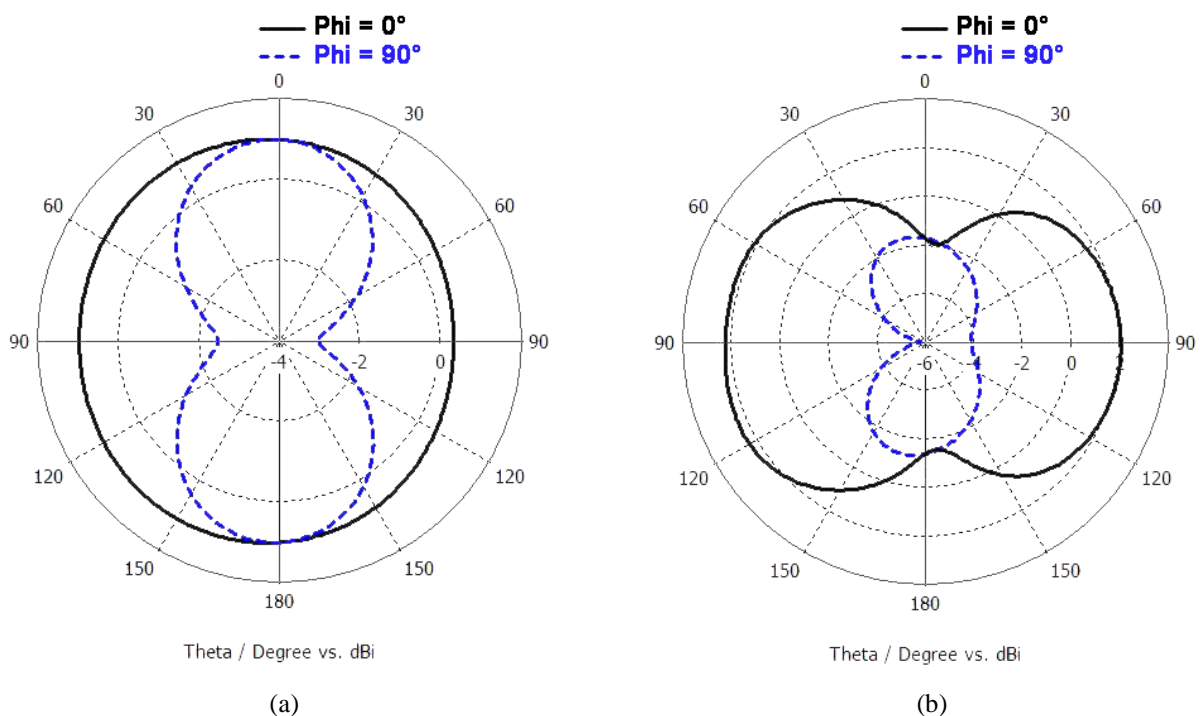 Phi = 0°
Phi = 90°
0
30 30
60 60
90 90
-4 -2 0
120 120
150 150
180
Theta / Degree vs. dBi
(a)
Phi = 0°
Phi = 90°
0
30 30
60 60
90 90
-6 -4 -2 0 2
120 120
150 150
180
Theta / Degree vs. dBi
(b)